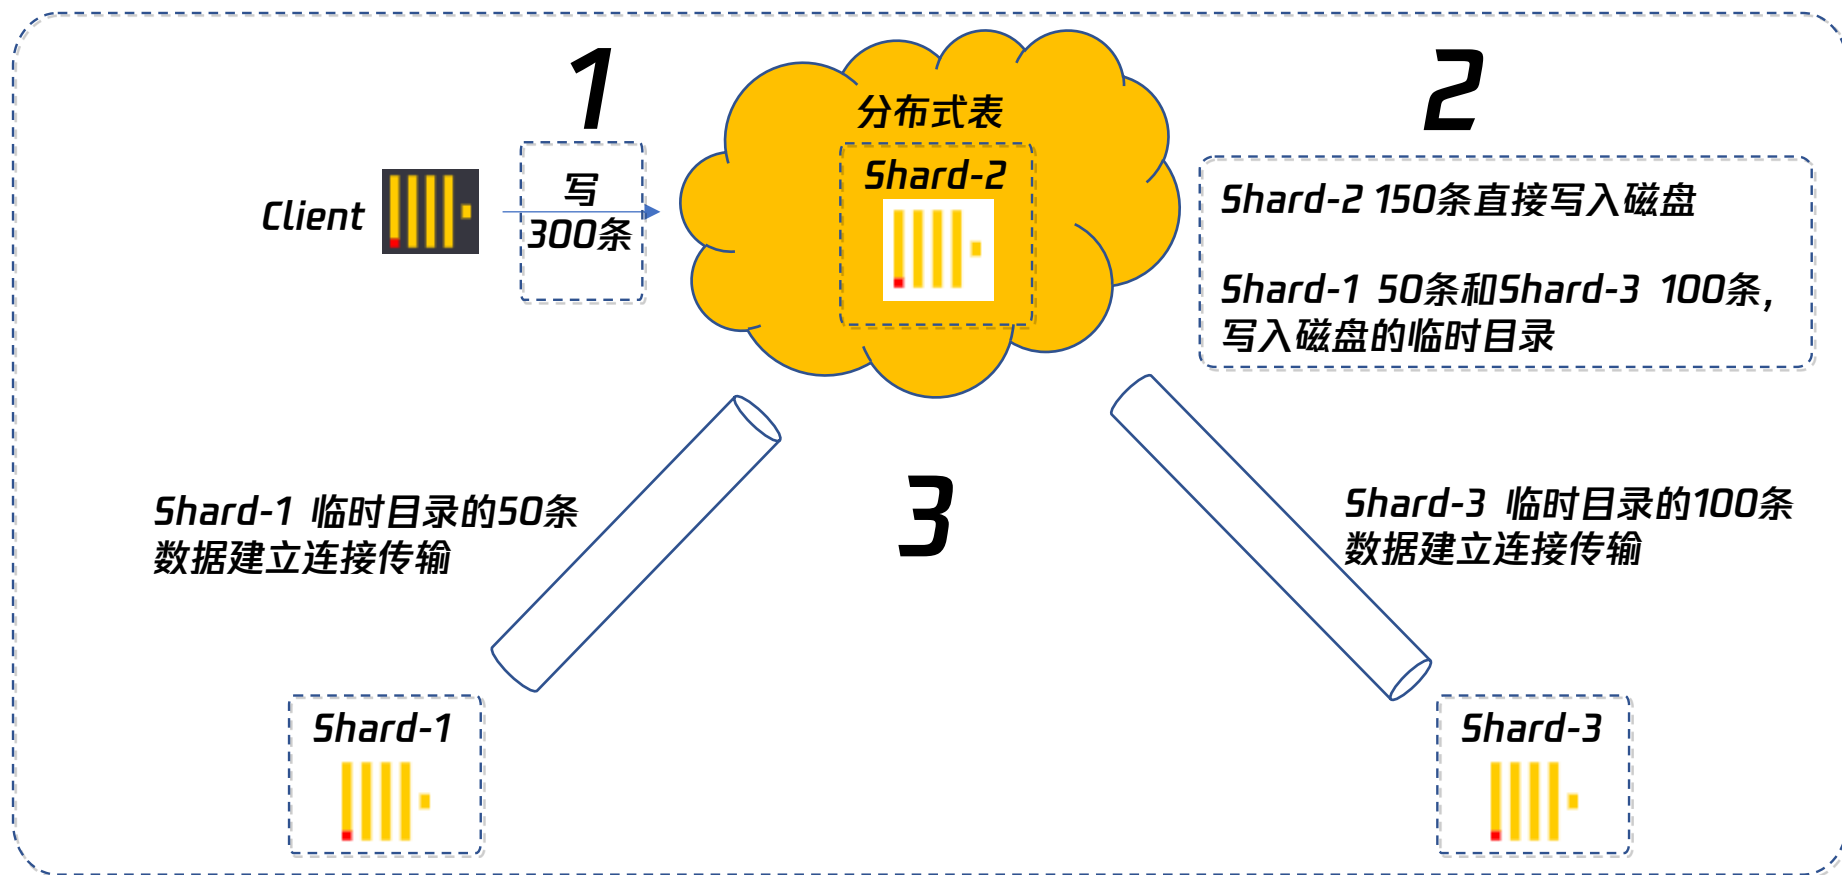 1
2
分布式表
Shard-2
Client
写
300条
Shard-2 150条直接写入磁盘
Shard-1 50条和Shard-3 100条,
写入磁盘的临时目录
3
Shard-1 临时目录的50条
数据建立连接传输
Shard-3 临时目录的100条
数据建立连接传输
Shard-1
Shard-3